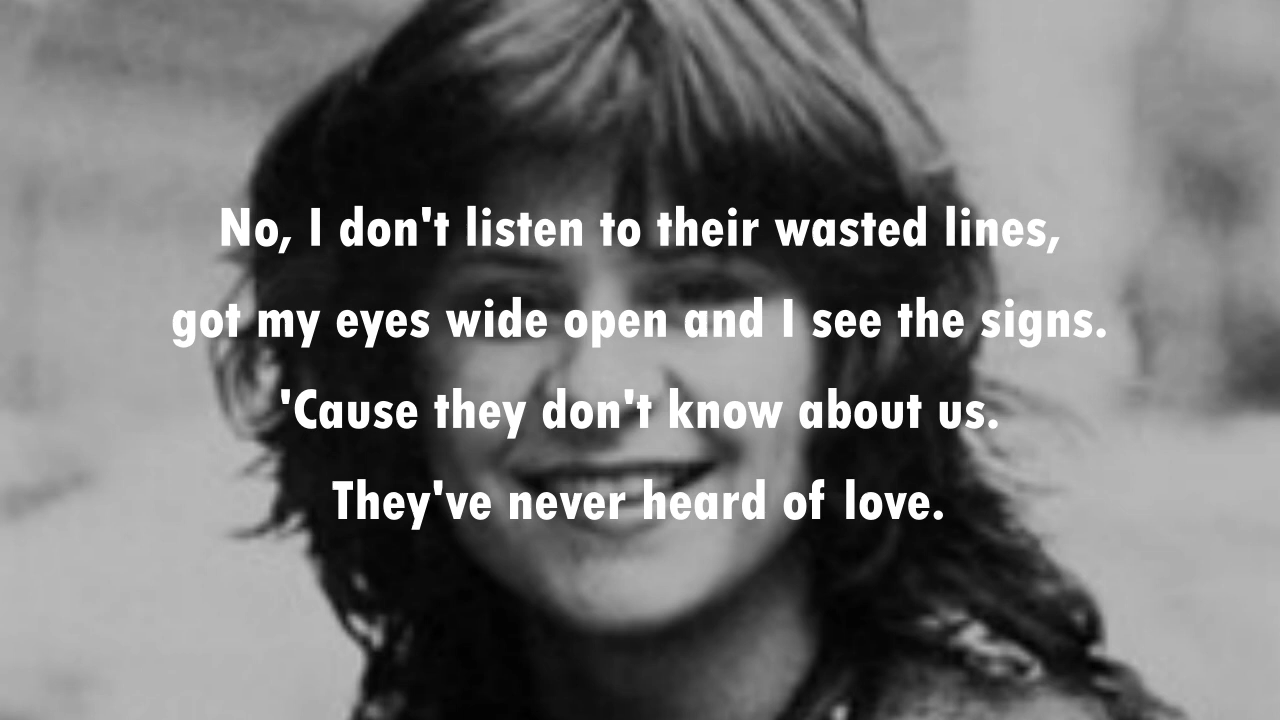 No, I don't listen to their wasted lines,
got my eyes wide open and I see the signs.
'Cause they don't know about us.
They've never heard of love.